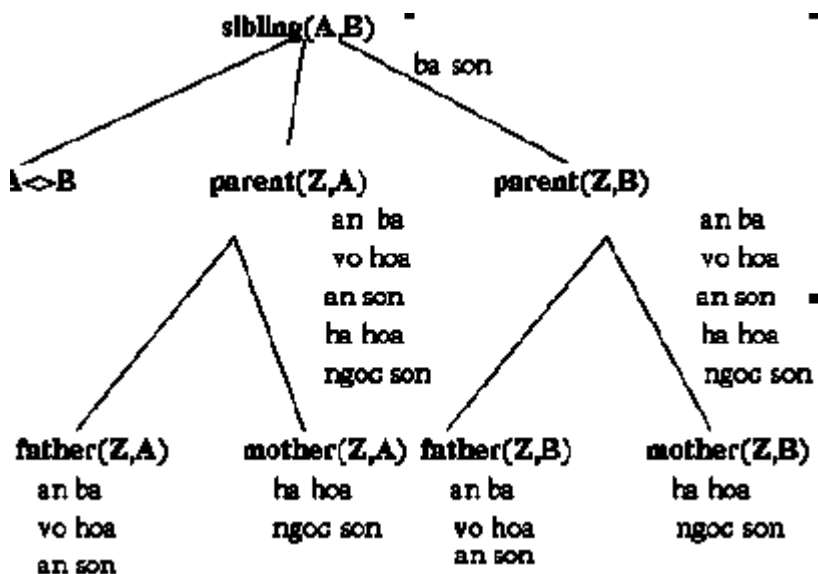 sibling(A,B)
ba son
A<>B
parent(Z,A)
parent(Z,B)
an ba
vo hoa
an son
ha hoa
ngoc son
an ba
vo hoa
an son
ha hoa
ngoc son
father(Z,A)
mother(Z,A)
father(Z,B)
mother(Z,B)
an ba
vo hoa
an son
ha hoa
ngoc son
an ba
vo hoa
an son
ha hoa
ngoc son